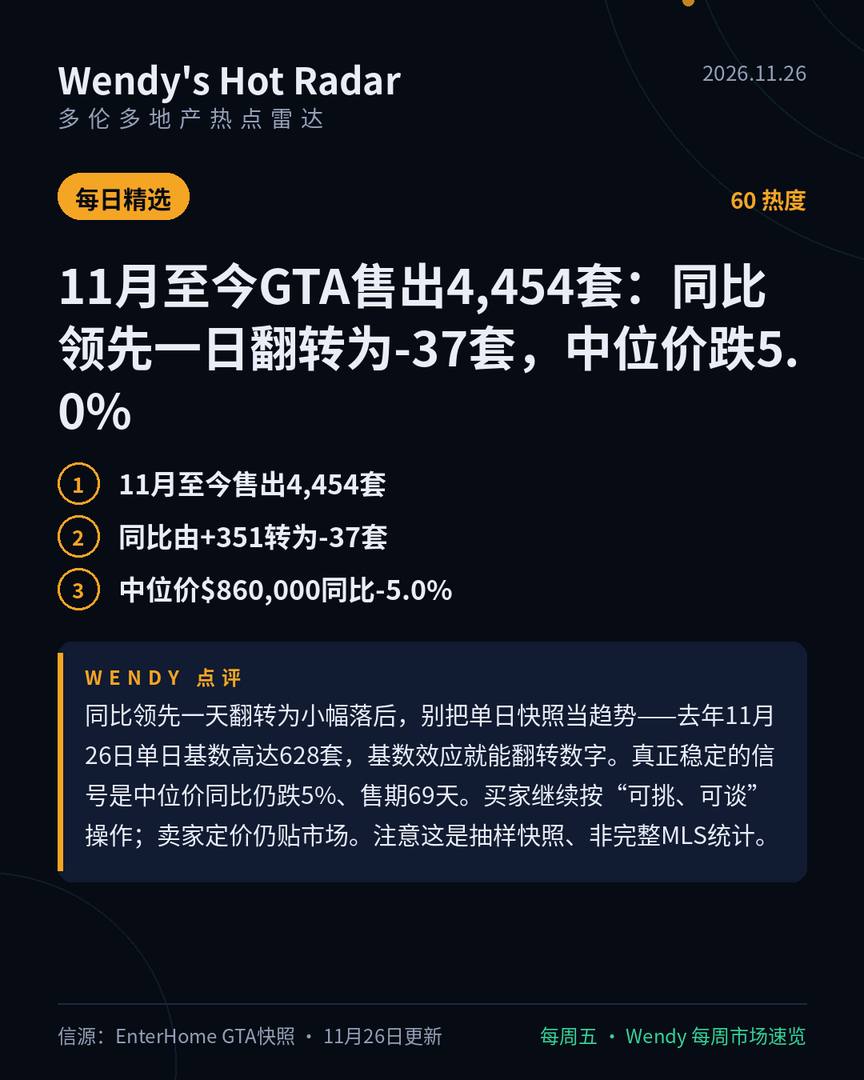 Wendy's Hot Radar
2026.11.26
多伦多地产热点雷达
每日精选
60 热度
11月至今GTA售出4,454套：同比
领先一日翻转为-37套，中位价跌5.
0%
1 11月至今售出4,454套
2 同比由+351转为-37套
3 中位价$860,000同比-5.0%
WENDY 点评
同比领先一天翻转为小幅落后，别把单日快照当趋势——去年11月
26日单日基数高达628套，基数效应就能翻转数字。真正稳定的信
号是中位价同比仍跌5%、售期69天。买家继续按“可挑、可谈”
操作；卖家定价仍贴市场。注意这是抽样快照、非完整MLS统计。
信源：EnterHome GTA快照 · 11月26日更新
每周五 · Wendy 每周市场速览